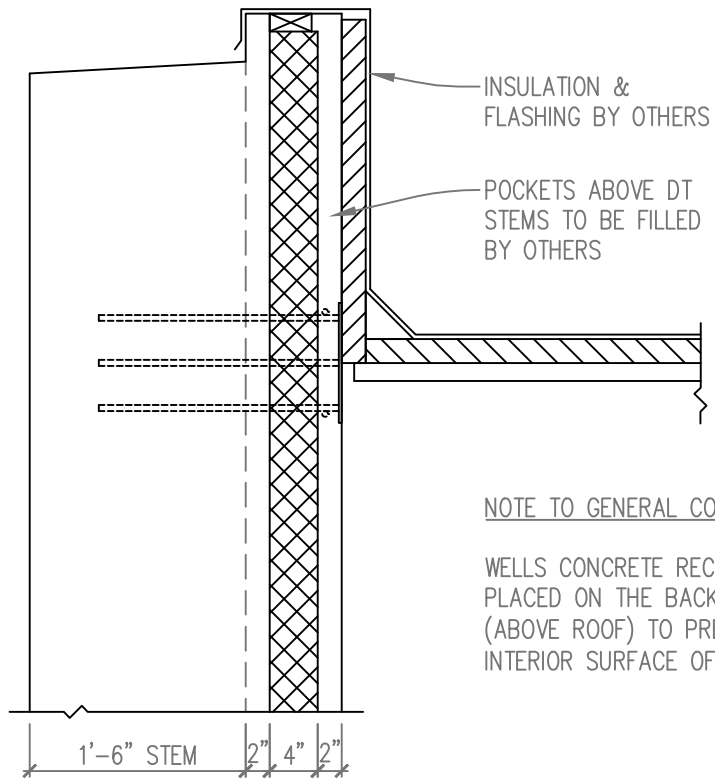 INSULATION &
FLASHING BY OTHERS
POCKETS ABOVE DT
STEMS TO BE FILLED
BY OTHERS
NOTE TO GENERAL CO
WELLS CONCRETE REC
PLACED ON THE BACK
(ABOVE ROOF) TO PRE
INTERIOR SURFACE OF
1'-6" STEM 2" 4" 2"